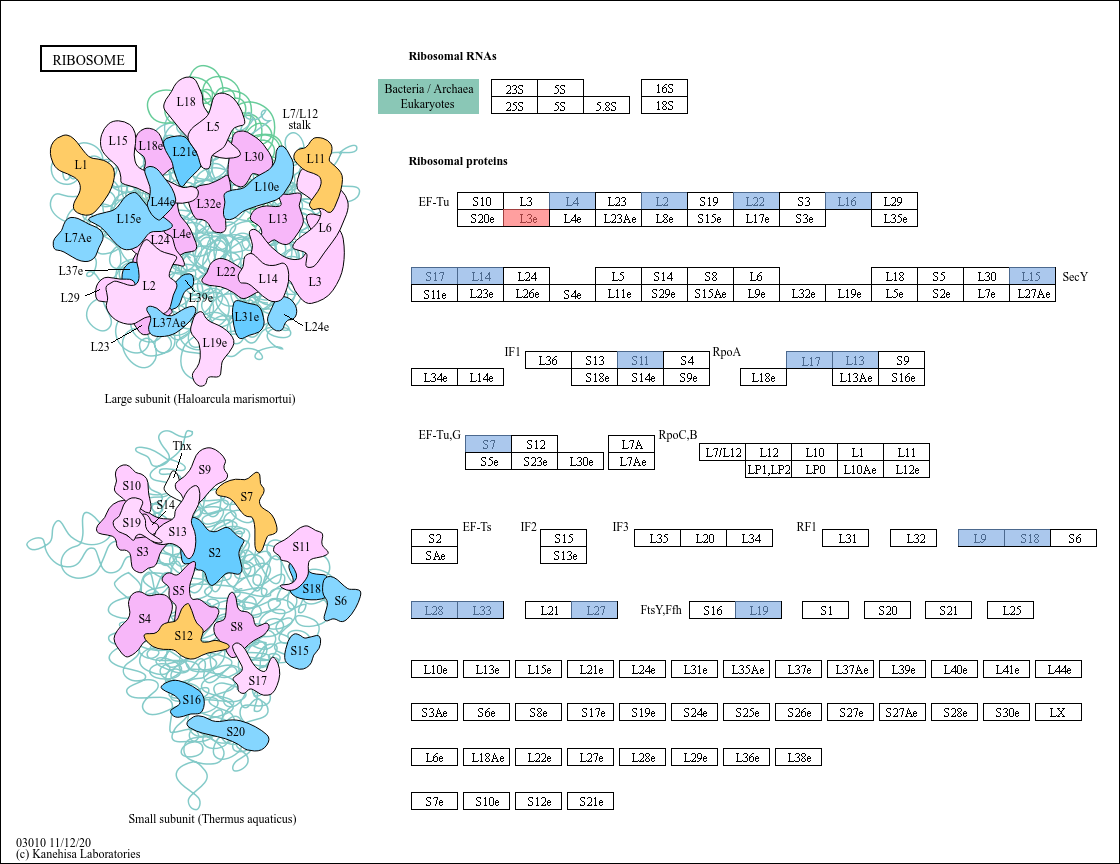 RIBOSOME
Ribosomal RNAs
Bacteria / Archaea
Eukaryotes
23S 5S 16S
25S 5S 5.8S 18S
Ribosomal proteins
EF-Tu
S10 L3 L4 L23 L2 S19 L22 S3 L16 L29
S20e L3e L4e L23Ae L8e S15e L17e S3e L35e
S17 L14 L24 L5 S14 S8 L6 L18 S5 L30 L15 SecY
S11e L23e L26e S4e L11e S29e S15Ae L9e L32e L19e L5e S2e L7e L27Ae
IF1 L36 S13 S11 S4 RpoA L17 L13 S9
L34e L14e S18e S14e S9e L18e L13Ae S16e
EF-Tu,G S7 S12 L7A RpoC,B
S5e S23e L30e L7Ae
L7/L12 L12 L10 L1 L11
LP1,LP2 LP0 L10Ae L12e
S2 EF-Ts IF2 S15 IF3 L35 L20 L34 RF1 L31 L32 L9 S18 S6
SAe S13e
L28 L33 L21 L27 FtsY,Ffh S16 L19 S1 S20 S21 L25
L10e L13e L15e L21e L24e L31e L35Ae L37e L37Ae L39e L40e L41e L44e
S3Ae S6e S8e S17e S19e S24e S25e S26e S27e S27Ae S28e S30e LX
L6e L18Ae L22e L27e L28e L29e L36e L38e
S7e S10e S12e S21e
L18
L5
L7/L12
stalk
L15
L18e
L21e
L30
L11
L1
L10e
L44e
L32e
L15e
L13
L6
L7Ae
L24
L4e
L37e
L22
L14
L3
L2
L29
L39e
L37Ae
L31e
L24e
L23
L19e
Large subunit (Haloarcula marismortui)
Thx
S9
S10
S7
S14
S19
S13
S3
S2
S11
S5
S18
S6
S4
S12
S8
S15
S17
S16
S20
Small subunit (Thermus aquaticus)
03010 11/12/20
(c) Kanehisa Laboratories